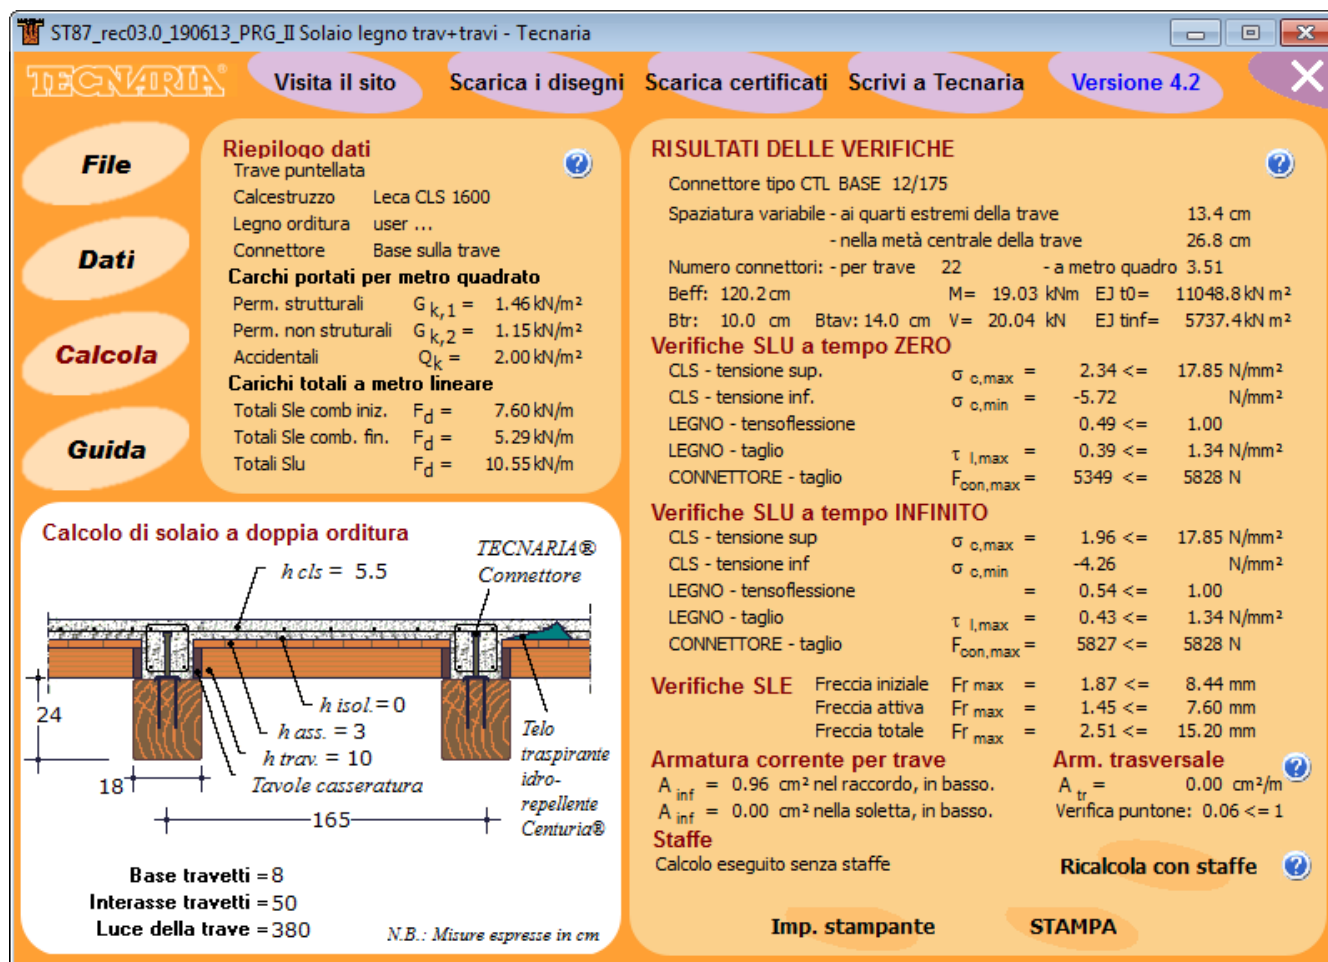 ST87_rec03.0_190613_PRG_II Solaio legno trav+travi - Tecnaria
TECNARIA® Visita il sito Scarica i disegni Scarica certificati Scrivi a Tecnaria Versione 4.2
File
Dati
Calcola
Guida
Riepilogo dati
Trave puntellata
Calcestruzzo Leca CLS 1600
Legno orditura user ...
Connettore Base sulla trave
Carchi portati per metro quadrato
Perm. strutturali G k,1 = 1.46 kN/m²
Perm. non struturali G k,2 = 1.15 kN/m²
Accidentali Qk = 2.00 kN/m²
Carichi totali a metro lineare
Totali Sle comb iniz. Fd = 7.60 kN/m
Totali Sle comb. fin. Fd = 5.29 kN/m
Totali Slu Fd = 10.55 kN/m
Calcolo di solaio a doppia orditura
TECNARIA®
Connettore
h cls = 5.5
24
18
h isol. = 0
h ass. = 3
h trav. = 10
Tavole casseratura
Telo
traspirante
idro-
repellente
Centuria®
165
Base travetti = 8
Interasse travetti = 50
Luce della trave = 380
N.B.: Misure espresse in cm
RISULTATI DELLE VERIFICHE
Connettore tipo CTL BASE 12/175
Spaziatura variabile - ai quarti estremi della trave 13.4 cm
- nella metà centrale della trave 26.8 cm
Numero connettori: - per trave 22 - a metro quadro 3.51
Beff: 120.2 cm M= 19.03 kNm EJ t0= 11048.8 kN m²
Btr: 10.0 cm Btav: 14.0 cm V= 20.04 kN EJ tinf= 5737.4 kN m²
Verifiche SLU a tempo ZERO
CLS - tensione sup. σ c,max = 2.34 <= 17.85 N/mm²
CLS - tensione inf. σ c,min = -5.72 N/mm²
LEGNO - tensoflessione 0.49 <= 1.00
LEGNO - taglio τ l,max = 0.39 <= 1.34 N/mm²
CONNETTORE - taglio Fcon,max = 5349 <= 5828 N
Verifiche SLU a tempo INFINITO
CLS - tensione sup σ c,max = 1.96 <= 17.85 N/mm²
CLS - tensione inf σ c,min -4.26 N/mm²
LEGNO - tensoflessione = 0.54 <= 1.00
LEGNO - taglio τ l,max = 0.43 <= 1.34 N/mm²
CONNETTORE - taglio Fcon,max = 5827 <= 5828 N
Verifiche SLE Freccia iniziale Fr max = 1.87 <= 8.44 mm
Freccia attiva Fr max = 1.45 <= 7.60 mm
Freccia totale Fr max = 2.51 <= 15.20 mm
Armatura corrente per trave Arm. trasversale
A inf = 0.96 cm² nel raccordo, in basso. A tr = 0.00 cm²/m
A inf = 0.00 cm² nella soletta, in basso. Verifica puntone: 0.06 <= 1
Staffe
Calcolo eseguito senza staffe Ricalcola con staffe
Imp. stampante STAMPA